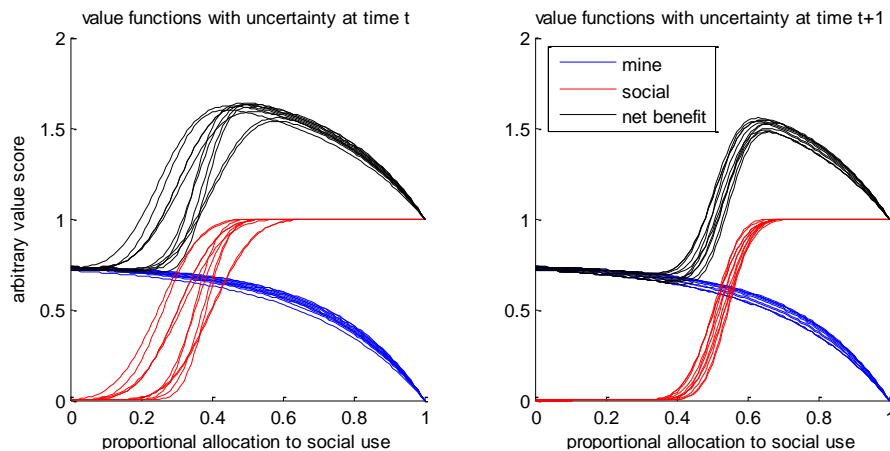 value functions with uncertainty at time t
2
1.5
1
0.5
0
0
0.2
0.4
0.6
0.8
1
arbitrary value score
proportional allocation to social use
value functions with uncertainty at time t+1
mine
social
net benefit
2
1.5
1
0.5
0
0
0.2
0.4
0.6
0.8
1
proportional allocation to social use